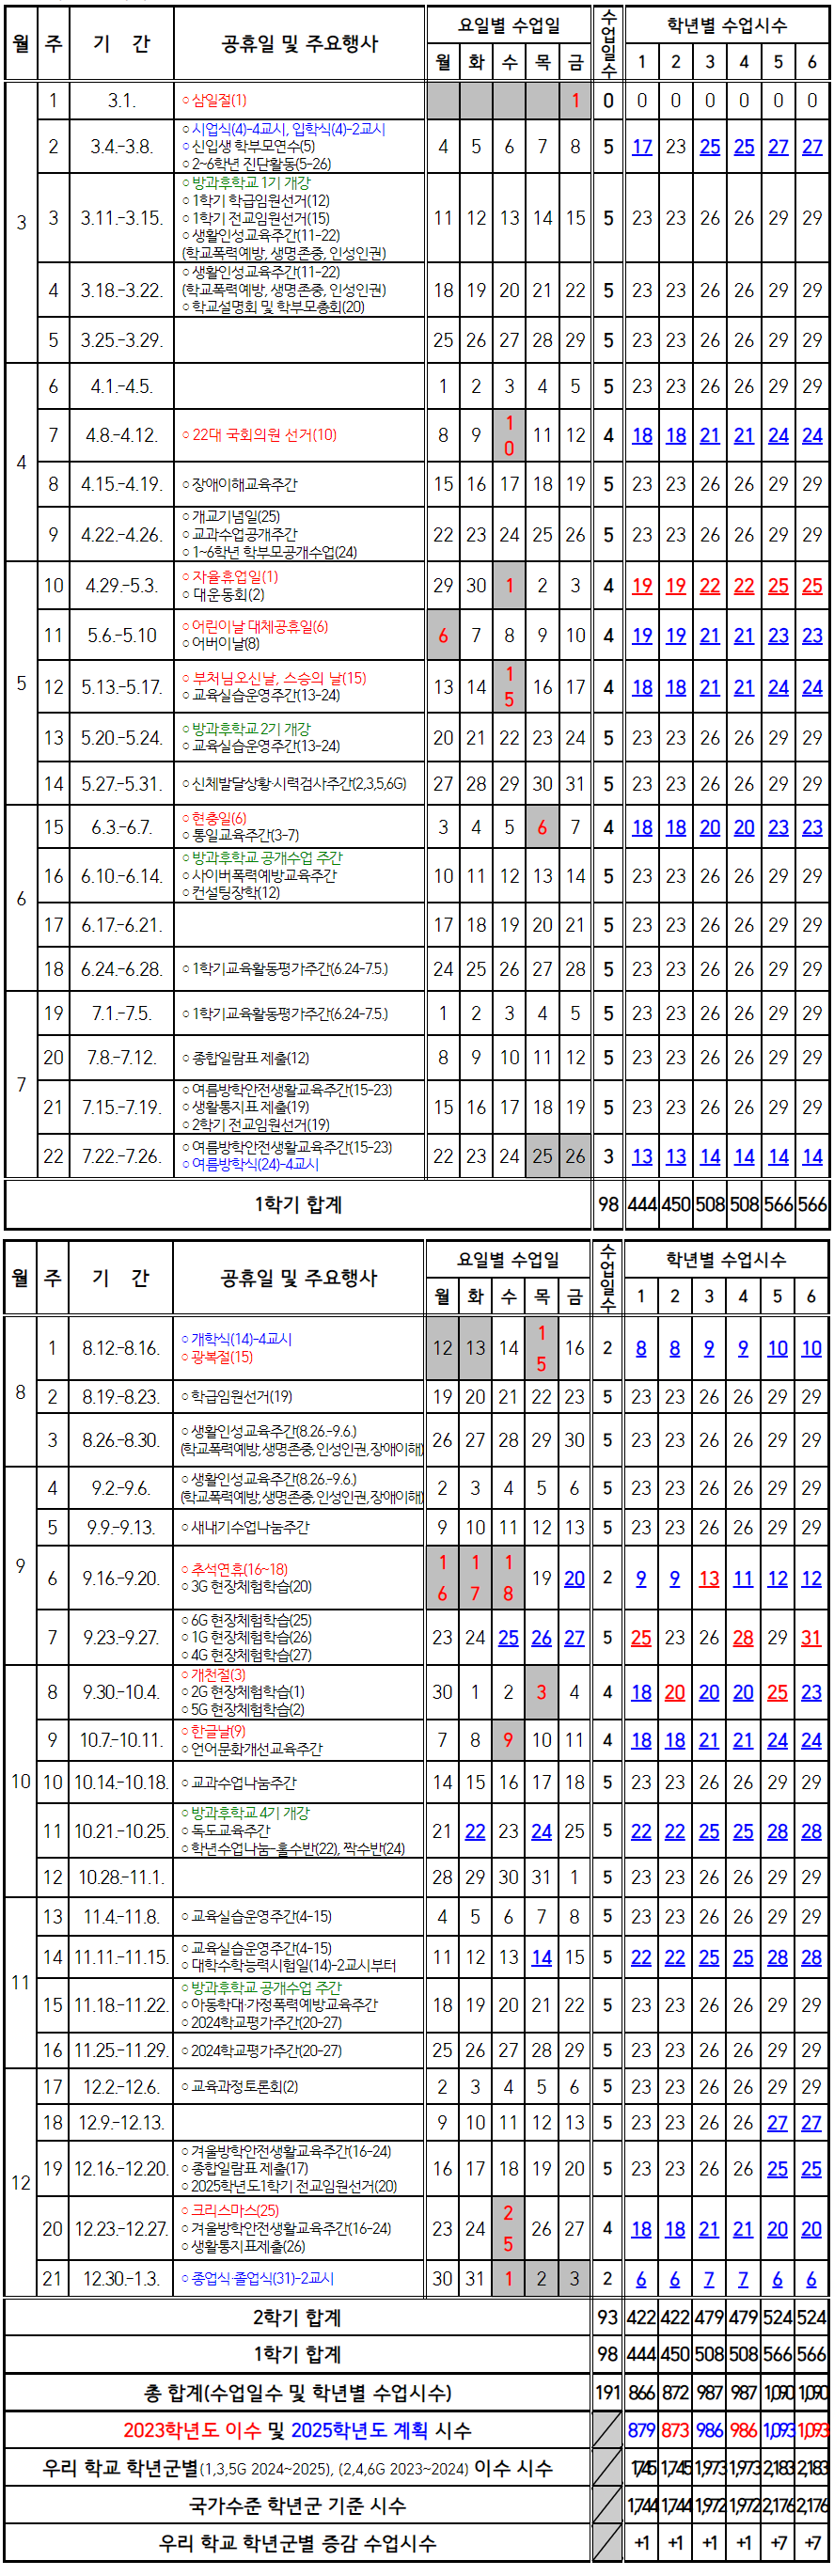 월 주 기 간 공휴일 및 주요행사 요일별 수업일 수업일수 학년별 수업시수
월 화 수 목 금 1 2 3 4 5 6
3
1 3.1. ○ 삼일절(1) 1 0 0 0 0 0 0 0
2 3.4.-3.8. ○ 시업식(4)-4교시, 입학식(4)-2교시
○ 신입생 학부모연수(5)
○ 2~6학년 진단활동(5-26)
4 5 6 7 8 5 17 23 25 25 27 27
3 3.11.-3.15. ○ 방과후학교 1기 개강
○ 1학기 학급임원선거(12)
○ 1학기 전교임원선거(15)
○ 생활인성교육주간(11-22)
(학교폭력예방, 생명존중, 인성인권)
11 12 13 14 15 5 23 23 26 26 29 29
4 3.18.-3.22. ○ 생활인성교육주간(11-22)
(학교폭력예방, 생명존중, 인성인권)
○ 학교설명회 및 학부모총회(20)
18 19 20 21 22 5 23 23 26 26 29 29
5 3.25.-3.29. 25 26 27 28 29 5 23 23 26 26 29 29
4
6 4.1.-4.5. 1 2 3 4 5 5 23 23 26 26 29 29
7 4.8.-4.12. ○ 22대 국회의원 선거(10) 8 9 10 11 12 4 18 18 21 21 24 24
8 4.15.-4.19. ○ 장애이해교육주간 15 16 17 18 19 5 23 23 26 26 29 29
9 4.22.-4.26. ○ 개교기념일(25)
○ 교과수업공개주간
○ 1~6학년 학부모공개수업(24)
22 23 24 25 26 5 23 23 26 26 29 29
5
10 4.29.-5.3. ○ 자율휴업일(1)
○ 대운동회(2)
29 30 1 2 3 4 19 19 22 22 25 25
11 5.6.-5.10 ○ 어린이날 대체공휴일(6)
○ 어버이날(8)
6 7 8 9 10 4 19 19 21 21 23 23
12 5.13.-5.17. ○ 부처님오신날, 스승의 날(15)
○ 교육실습운영주간(13-24)
13 14 15 16 17 4 18 18 21 21 24 24
13 5.20.-5.24. ○ 방과후학교 2기 개강
○ 교육실습운영주간(13-24)
20 21 22 23 24 5 23 23 26 26 29 29
14 5.27.-5.31. ○ 신체발달상황·시력검사주간(2,3,5,6G) 27 28 29 30 31 5 23 23 26 26 29 29
6
15 6.3.-6.7. ○ 현충일(6)
○ 통일교육주간(3-7)
3 4 5 6 7 4 18 18 20 20 23 23
16 6.10.-6.14. ○ 방과후학교 공개수업 주간
○ 사이버폭력예방교육주간
○ 컨설팅장학(12)
10 11 12 13 14 5 23 23 26 26 29 29
17 6.17.-6.21. 17 18 19 20 21 5 23 23 26 26 29 29
18 6.24.-6.28. ○ 1학기교육활동평가주간(6.24-7.5.) 24 25 26 27 28 5 23 23 26 26 29 29
7
19 7.1.-7.5. ○ 1학기교육활동평가주간(6.24-7.5.) 1 2 3 4 5 5 23 23 26 26 29 29
20 7.8.-7.12. ○ 종합일람표 제출(12) 8 9 10 11 12 5 23 23 26 26 29 29
21 7.15.-7.19. ○ 여름방학안전생활교육주간(15-23)
○ 생활통지표 제출(19)
○ 2학기 전교임원선거(19)
15 16 17 18 19 5 23 23 26 26 29 29
22 7.22.-7.26. ○ 여름방학안전생활교육주간(15-23)
○ 여름방학식(24)-4교시
22 23 24 25 26 3 13 13 14 14 14 14
1학기 합계 98 444 450 508 508 566 566
월 주 기 간 공휴일 및 주요행사 요일별 수업일 수업일수 학년별 수업시수
월 화 수 목 금 1 2 3 4 5 6
8
1 8.12.-8.16. ○ 개학식(14)-4교시
○ 광복절(15)
12 13 14 15 16 2 8 8 9 9 10 10
2 8.19.-8.23. ○ 학급임원선거(19) 19 20 21 22 23 5 23 23 26 26 29 29
3 8.26.-8.30. ○ 생활인성교육주간(8.26.-9.6.)
(학교폭력예방,생명존중,인성인권,장애이해)
26 27 28 29 30 5 23 23 26 26 29 29
9
4 9.2.-9.6. ○ 생활인성교육주간(8.26.-9.6.)
(학교폭력예방,생명존중,인성인권,장애이해)
2 3 4 5 6 5 23 23 26 26 29 29
5 9.9.-9.13. ○ 새내기수업나눔주간 9 10 11 12 13 5 23 23 26 26 29 29
6 9.16.-9.20. ○ 추석연휴(16~18)
○ 3G 현장체험학습(20)
16 17 18 19 20 2 9 9 13 11 12 12
7 9.23.-9.27. ○ 6G 현장체험학습(25)
○ 1G 현장체험학습(26)
○ 4G 현장체험학습(27)
23 24 25 26 27 5 25 23 26 28 29 31
10
8 9.30.-10.4. ○ 개천절(3)
○ 2G 현장체험학습(1)
○ 5G 현장체험학습(2)
30 1 2 3 4 4 18 20 20 20 25 23
9 10.7.-10.11. ○ 한글날(9)
○ 언어문화개선교육주간
7 8 9 10 11 4 18 18 21 21 24 24
10 10.14.-10.18. ○ 교과수업나눔주간 14 15 16 17 18 5 23 23 26 26 29 29
11 10.21.-10.25. ○ 방과후학교 4기 개강
○ 독도교육주간
○ 학년수업나눔-홀수반(22), 짝수반(24)
21 22 23 24 25 5 22 22 25 25 28 28
12 10.28.-11.1. 28 29 30 31 1 5 23 23 26 26 29 29
11
13 11.4.-11.8. ○ 교육실습운영주간(4-15) 4 5 6 7 8 5 23 23 26 26 29 29
14 11.11.-11.15. ○ 교육실습운영주간(4-15)
○ 대학수학능력시험일(14)-2교시부터
11 12 13 14 15 5 22 22 25 25 28 28
15 11.18.-11.22. ○ 방과후학교 공개수업 주간
○ 아동학대·가정폭력예방교육주간
○ 2024학교평가주간(20-27)
18 19 20 21 22 5 23 23 26 26 29 29
16 11.25.-11.29. ○ 2024학교평가주간(20-27) 25 26 27 28 29 5 23 23 26 26 29 29
12
17 12.2.-12.6. ○ 교육과정토론회(2) 2 3 4 5 6 5 23 23 26 26 29 29
18 12.9.-12.13. 9 10 11 12 13 5 23 23 26 26 27 27
19 12.16.-12.20. ○ 겨울방학안전생활교육주간(16-24)
○ 종합일람표 제출(17)
○ 2025학년도1학기 전교임원선거(20)
16 17 18 19 20 5 23 23 26 26 25 25
20 12.23.-12.27. ○ 크리스마스(25)
○ 겨울방학안전생활교육주간(16-24)
○ 생활통지표제출(26)
23 24 25 26 27 4 18 18 21 21 20 20
21 12.30.-1.3. ○ 종업식·졸업식(31)-2교시 30 31 1 2 3 2 6 6 7 7 6 6
2학기 합계 93 422 422 479 479 524 524
1학기 합계 98 444 450 508 508 566 566
총 합계(수업일수 및 학년별 수업시수) 191 866 872 987 987 1,090 1,090
2023학년도 이수 및 2025학년도 계획 시수 879 873 986 986 1,093 1,093
우리 학교 학년군별(1,3,5G 2024~2025), (2,4,6G 2023~2024) 이수 시수 1,745 1,745 1,973 1,973 2,183 2,183
국가수준 학년군 기준 시수 1,744 1,744 1,972 1,972 2,176 2,176
우리 학교 학년군별 증감 수업시수 +1 +1 +1 +1 +7 +7